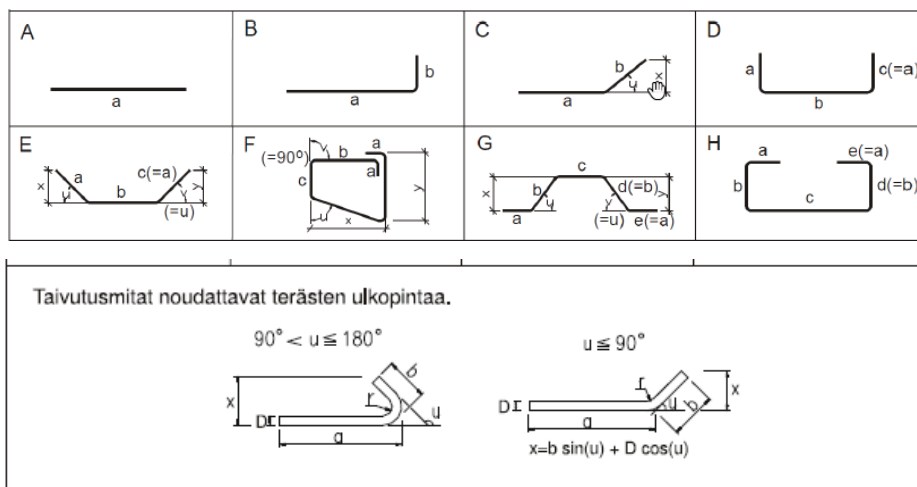 A
a
B
a
b
C
a
b
u
x
D
a
b
c(=a)
E
x
a
u
b
c(=a)
y
v
(=u)
F
(=90°)
v
b
a
a
c
u
x
y
G
x
a
b
u
c
d(=b)
v
y
(=u)
e(=a)
H
a
b
c
e(=a)
d(=b)
Taivutusmitat noudattavat terästen ulkopintaa.
90° < u ≦ 180°
u ≦ 90°
x
D
r
a
b
u
D
r
a
b
u
x
x=b sin(u) + D cos(u)